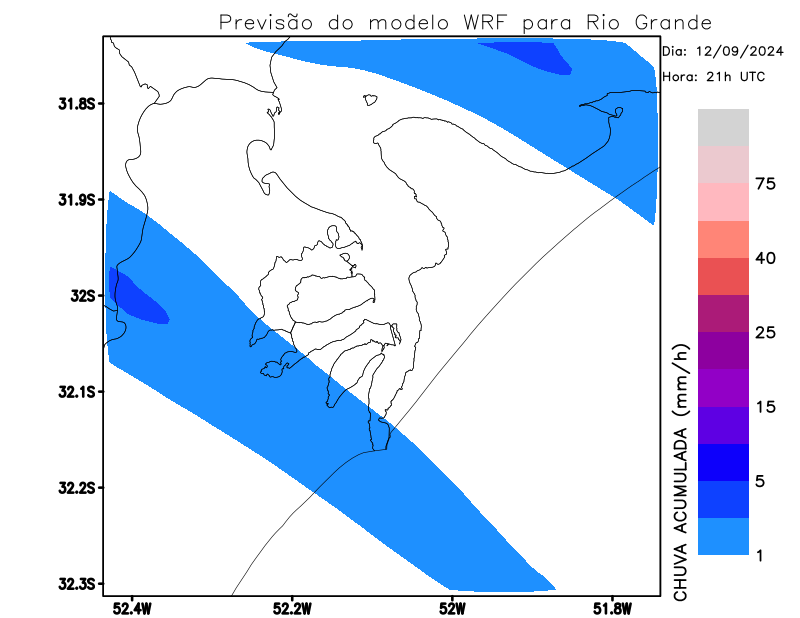 Previsão do modelo WRF para Rio Grande
Dia: 12/09/2024
Hora: 21h UTC
31.8S
31.9S
32S
32.1S
32.2S
32.3S
52.4W
52.2W
52W
51.8W
75
40
25
15
5
1
CHUVA ACUMULADA (mm/h)